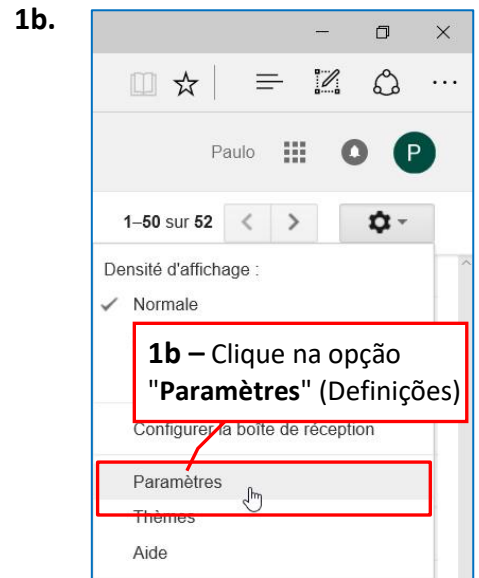 1b.
Paulo
P
1–50 sur 52
Densité d'affichage :
Normale
1b – Clique na opção
"Paramètres" (Definições)
Configurer la boîte de réception
Paramètres
Thèmes
Aide